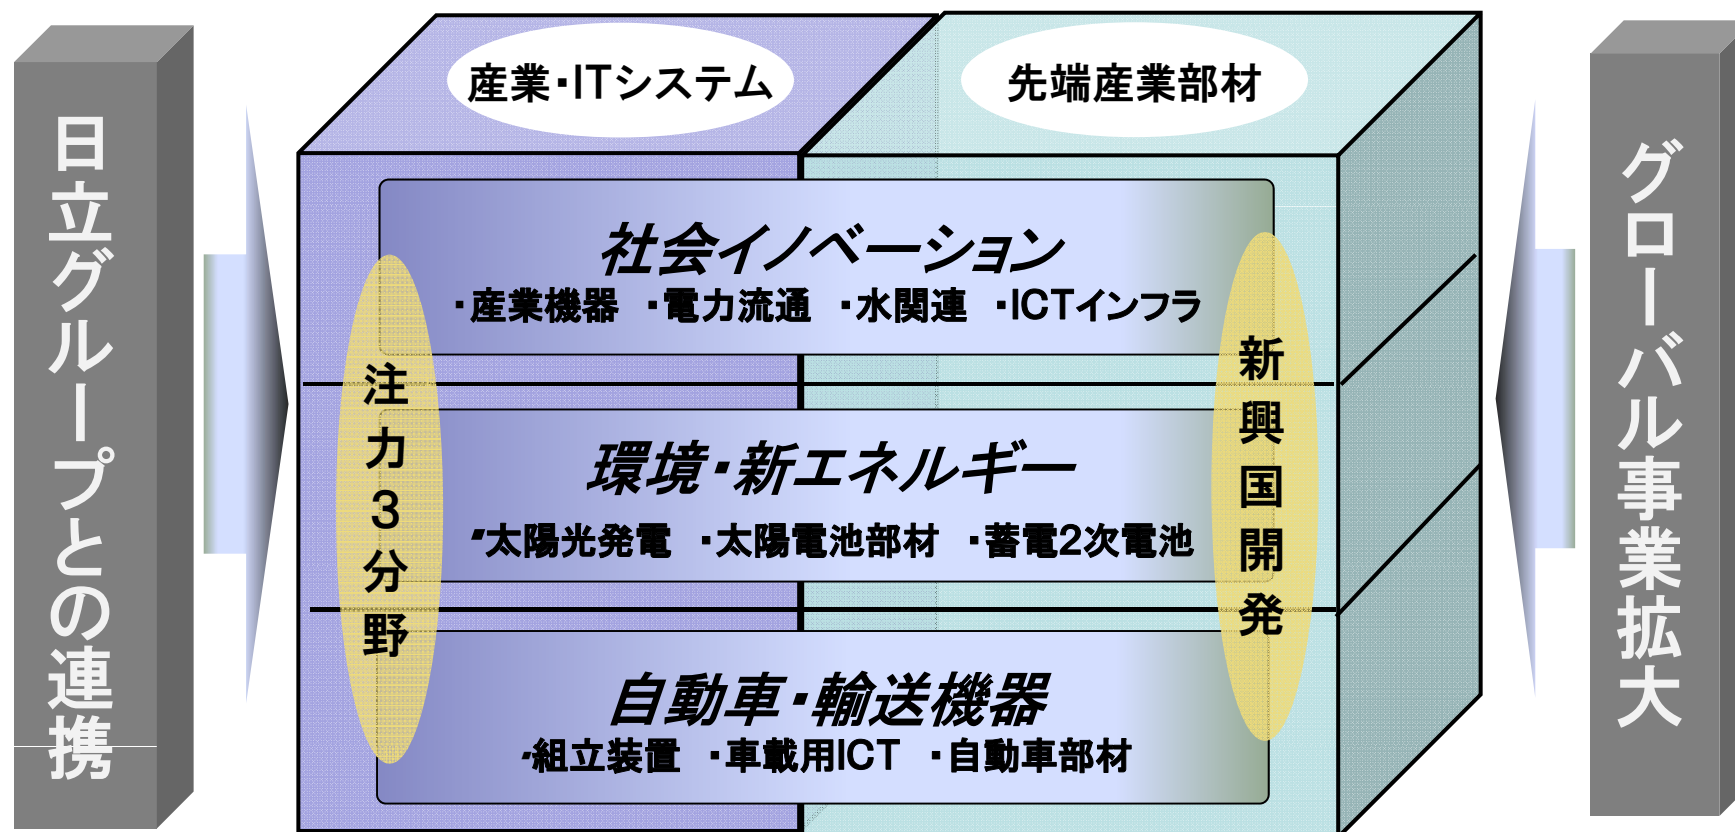 産業・ITシステム
先端産業部材
日立グループとの連携
社会イノベーション
・産業機器 ・電力流通 ・水関連 ・ICTインフラ
注力3分野
環境・新エネルギー
・太陽光発電 ・太陽電池部材 ・蓄電2次電池
新興国開発
自動車・輸送機器
・組立装置 ・車載用ICT ・自動車部材
グローバル事業拡大